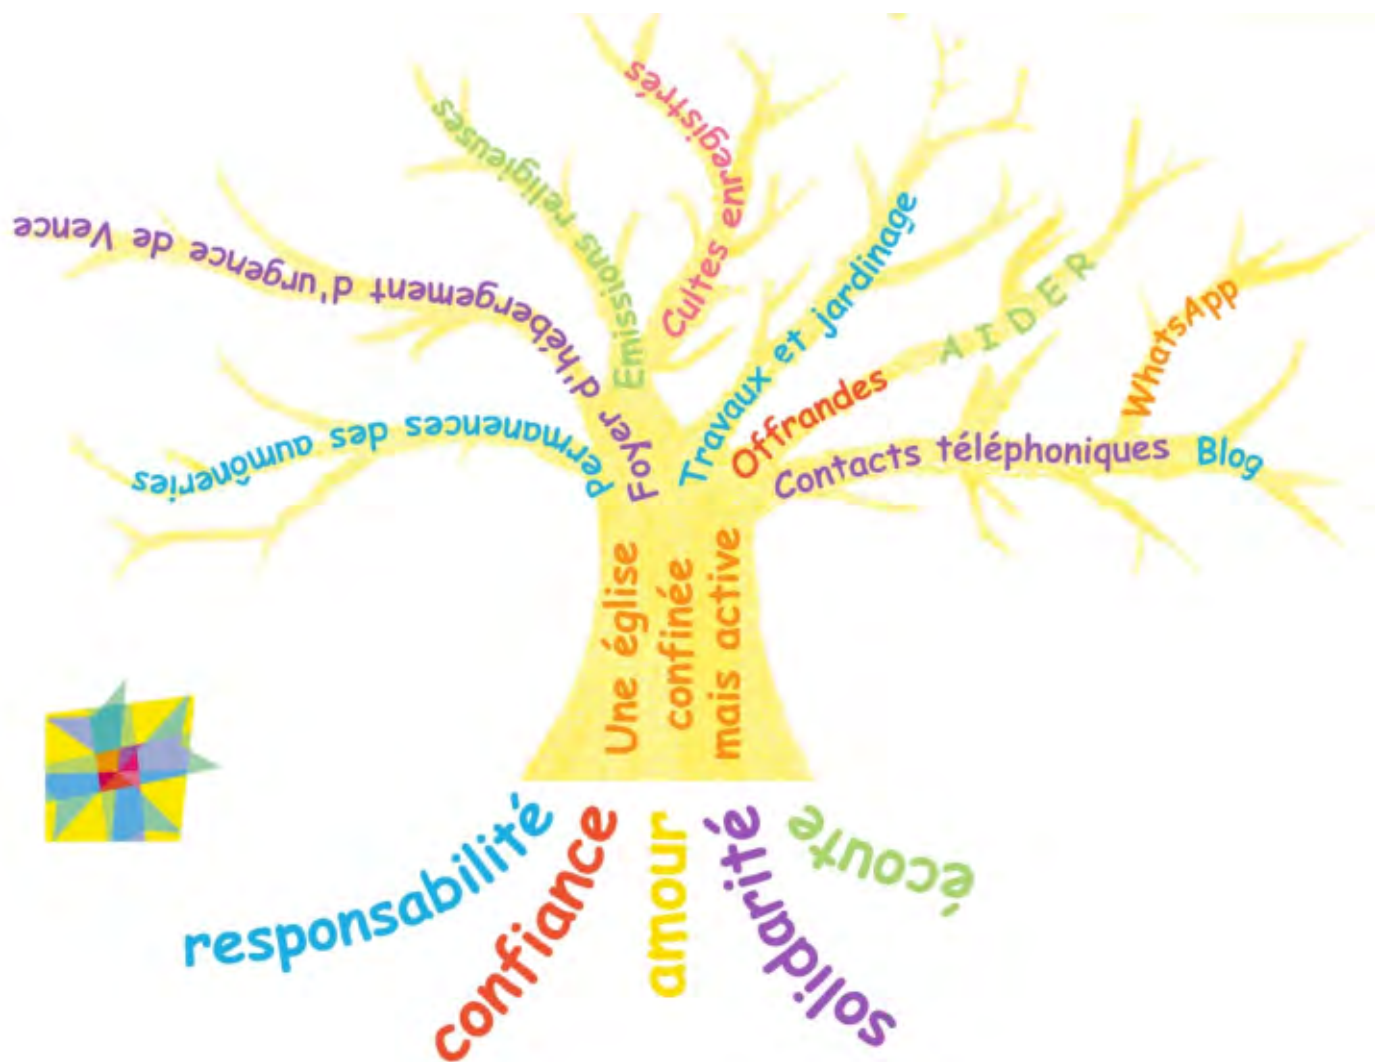 Cultes enregistrés
Emissions religieuses
Foyer d'hébergement d'urgence de Vence
Permanences des aumôneries
Travaux et jardinage
Offrandes
AIDER
Contacts téléphoniques
WhatsApp
Blog
Une église
confinée
mais active
responsabilité
confiance
amour
solidarité
écoute